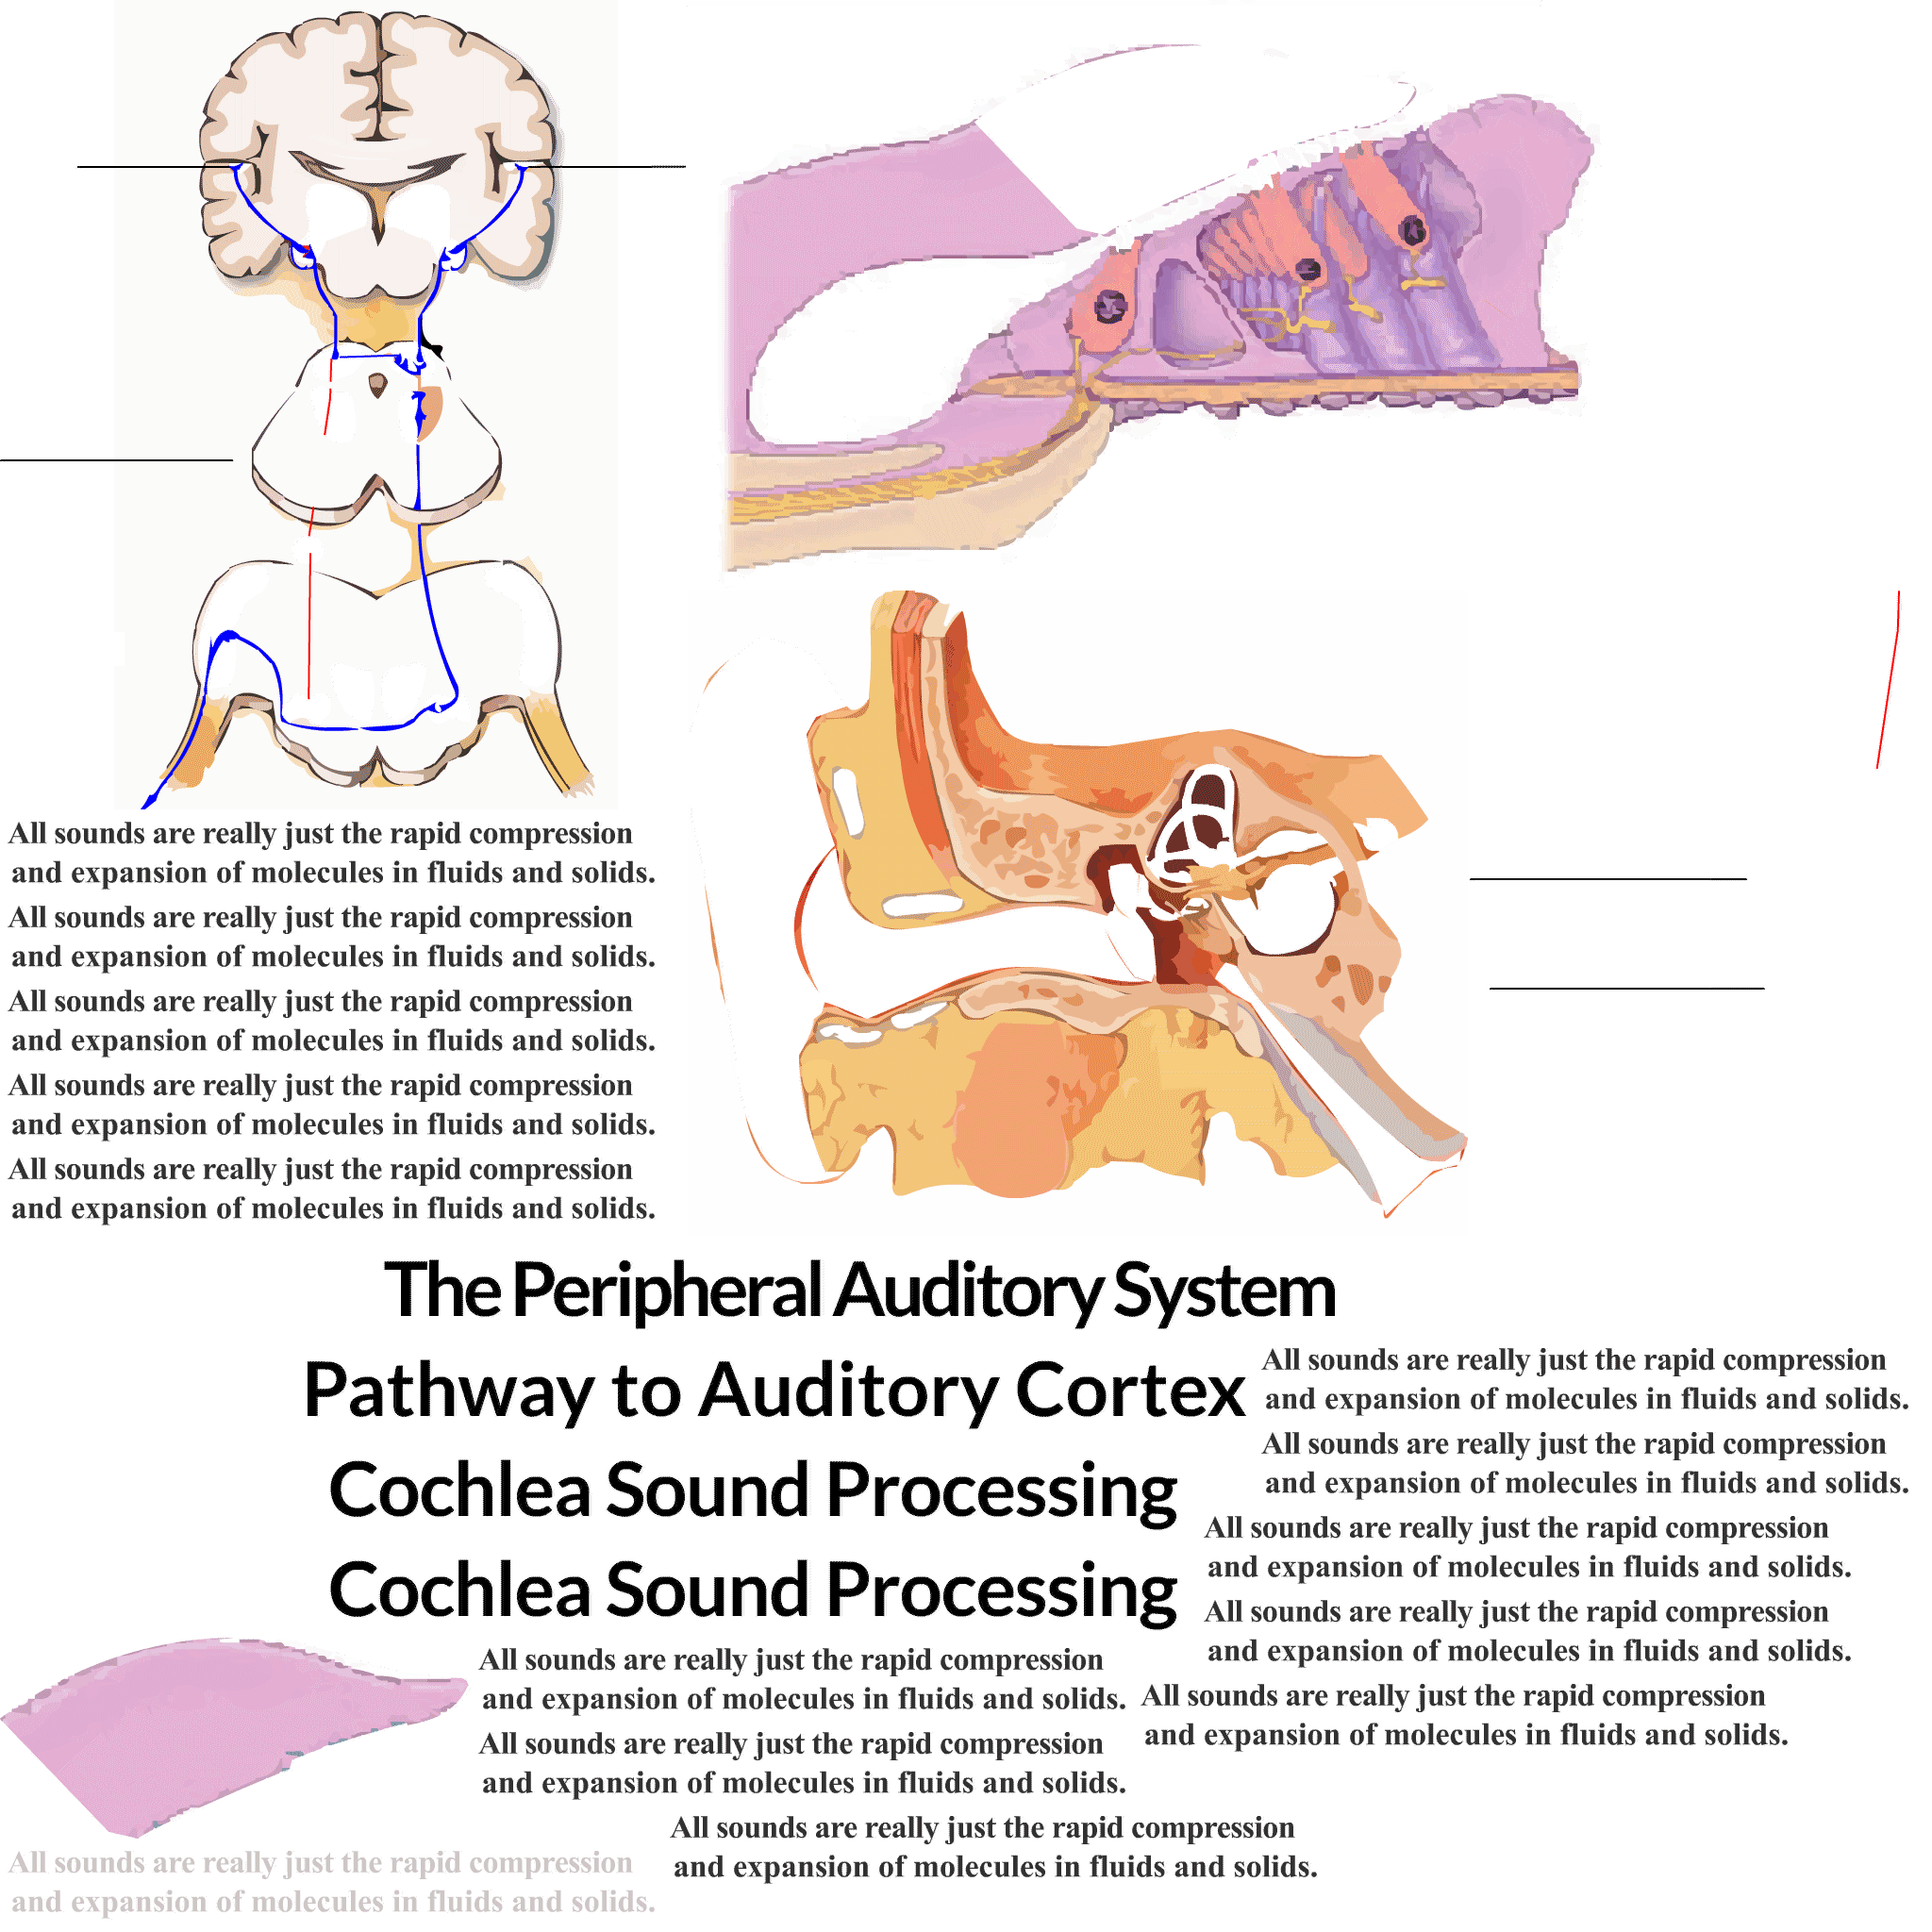 All sounds are really just the rapid compression
and expansion of molecules in fluids and solids.
All sounds are really just the rapid compression
and expansion of molecules in fluids and solids.
All sounds are really just the rapid compression
and expansion of molecules in fluids and solids.
All sounds are really just the rapid compression
and expansion of molecules in fluids and solids.
All sounds are really just the rapid compression
and expansion of molecules in fluids and solids.
The Peripheral Auditory System
Pathway to Auditory Cortex
Cochlea Sound Processing
Cochlea Sound Processing
All sounds are really just the rapid compression
and expansion of molecules in fluids and solids.
All sounds are really just the rapid compression
and expansion of molecules in fluids and solids.
All sounds are really just the rapid compression
and expansion of molecules in fluids and solids.
All sounds are really just the rapid compression
and expansion of molecules in fluids and solids.
All sounds are really just the rapid compression
and expansion of molecules in fluids and solids.
All sounds are really just the rapid compression
and expansion of molecules in fluids and solids.
All sounds are really just the rapid compression
and expansion of molecules in fluids and solids.
All sounds are really just the rapid compression
and expansion of molecules in fluids and solids.
All sounds are really just the rapid compression
and expansion of molecules in fluids and solids.